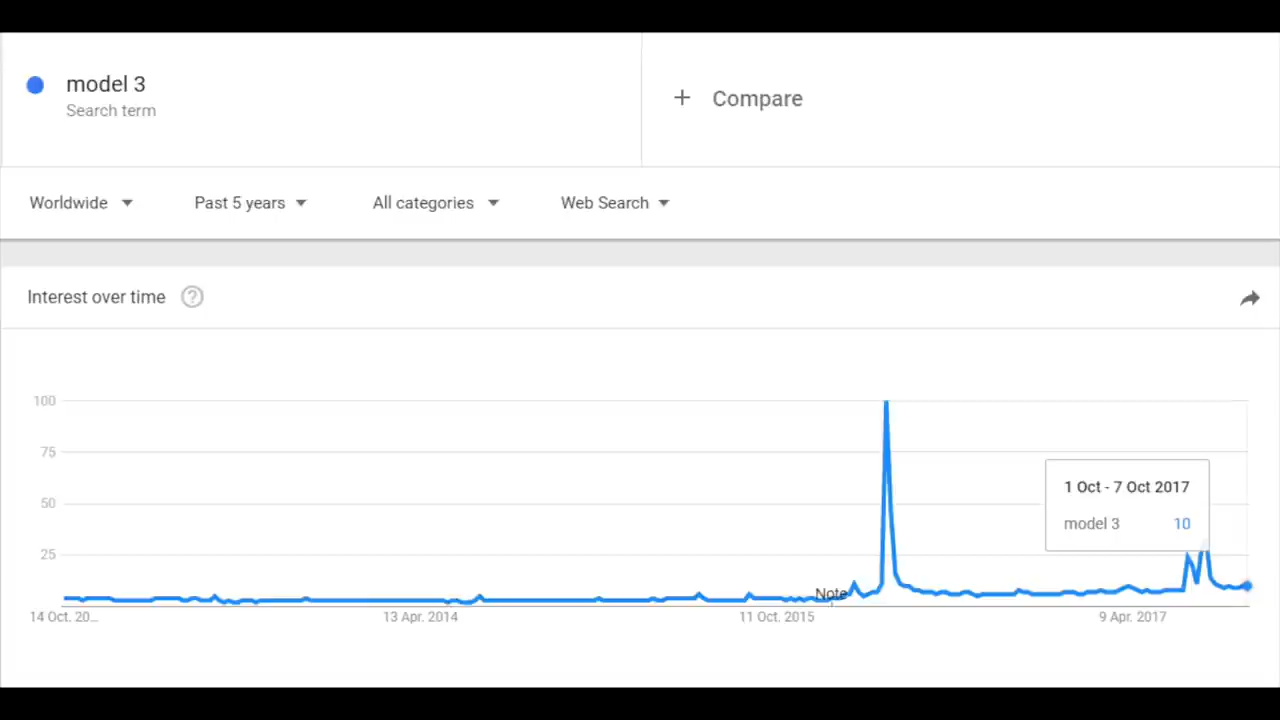 model 3
Search term
+ Compare
Worldwide Past 5 years All categories Web Search
Interest over time ?
100
75
50
25
1 Oct - 7 Oct 2017
model 3 10
Note
14 Oct. 20... 13 Apr. 2014 11 Oct. 2015 9 Apr. 2017